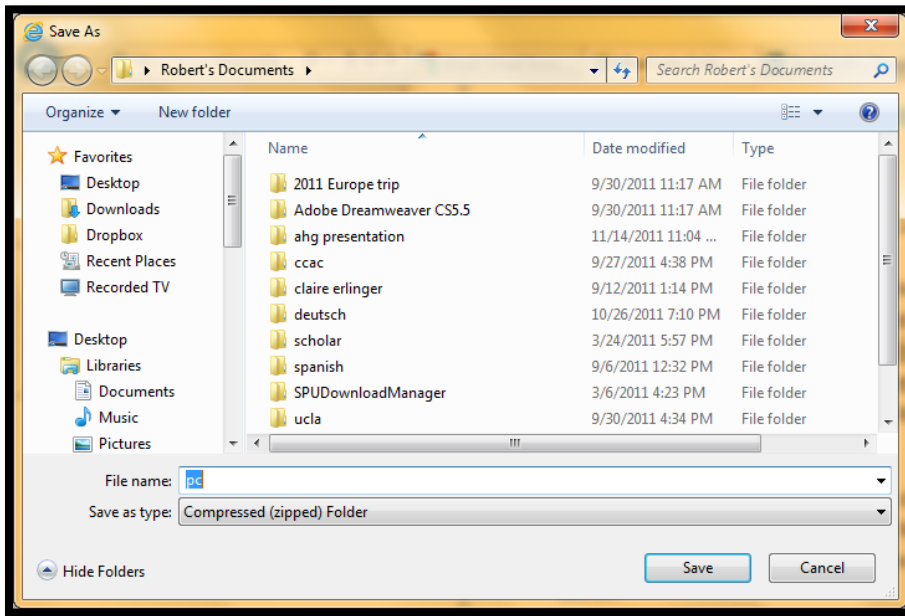 Save As
Robert's Documents
Search Robert's Documents
Organize
New folder
Favorites
Desktop
Downloads
Dropbox
Recent Places
Recorded TV
Desktop
Libraries
Documents
Music
Pictures
Name Date modified Type
2011 Europe trip 9/30/2011 11:17 AM File folder
Adobe Dreamweaver CS5.5 9/30/2011 11:17 AM File folder
ahg presentation 11/14/2011 11:04 ... File folder
ccac 9/27/2011 4:38 PM File folder
claire erlinger 9/12/2011 1:14 PM File folder
deutsch 10/26/2011 7:10 PM File folder
scholar 3/24/2011 5:57 PM File folder
spanish 9/6/2011 12:32 PM File folder
SPUDownloadManager 3/6/2011 4:23 PM File folder
ucla 9/30/2011 4:34 PM File folder
File name: pc
Save as type: Compressed (zipped) Folder
Hide Folders
Save
Cancel